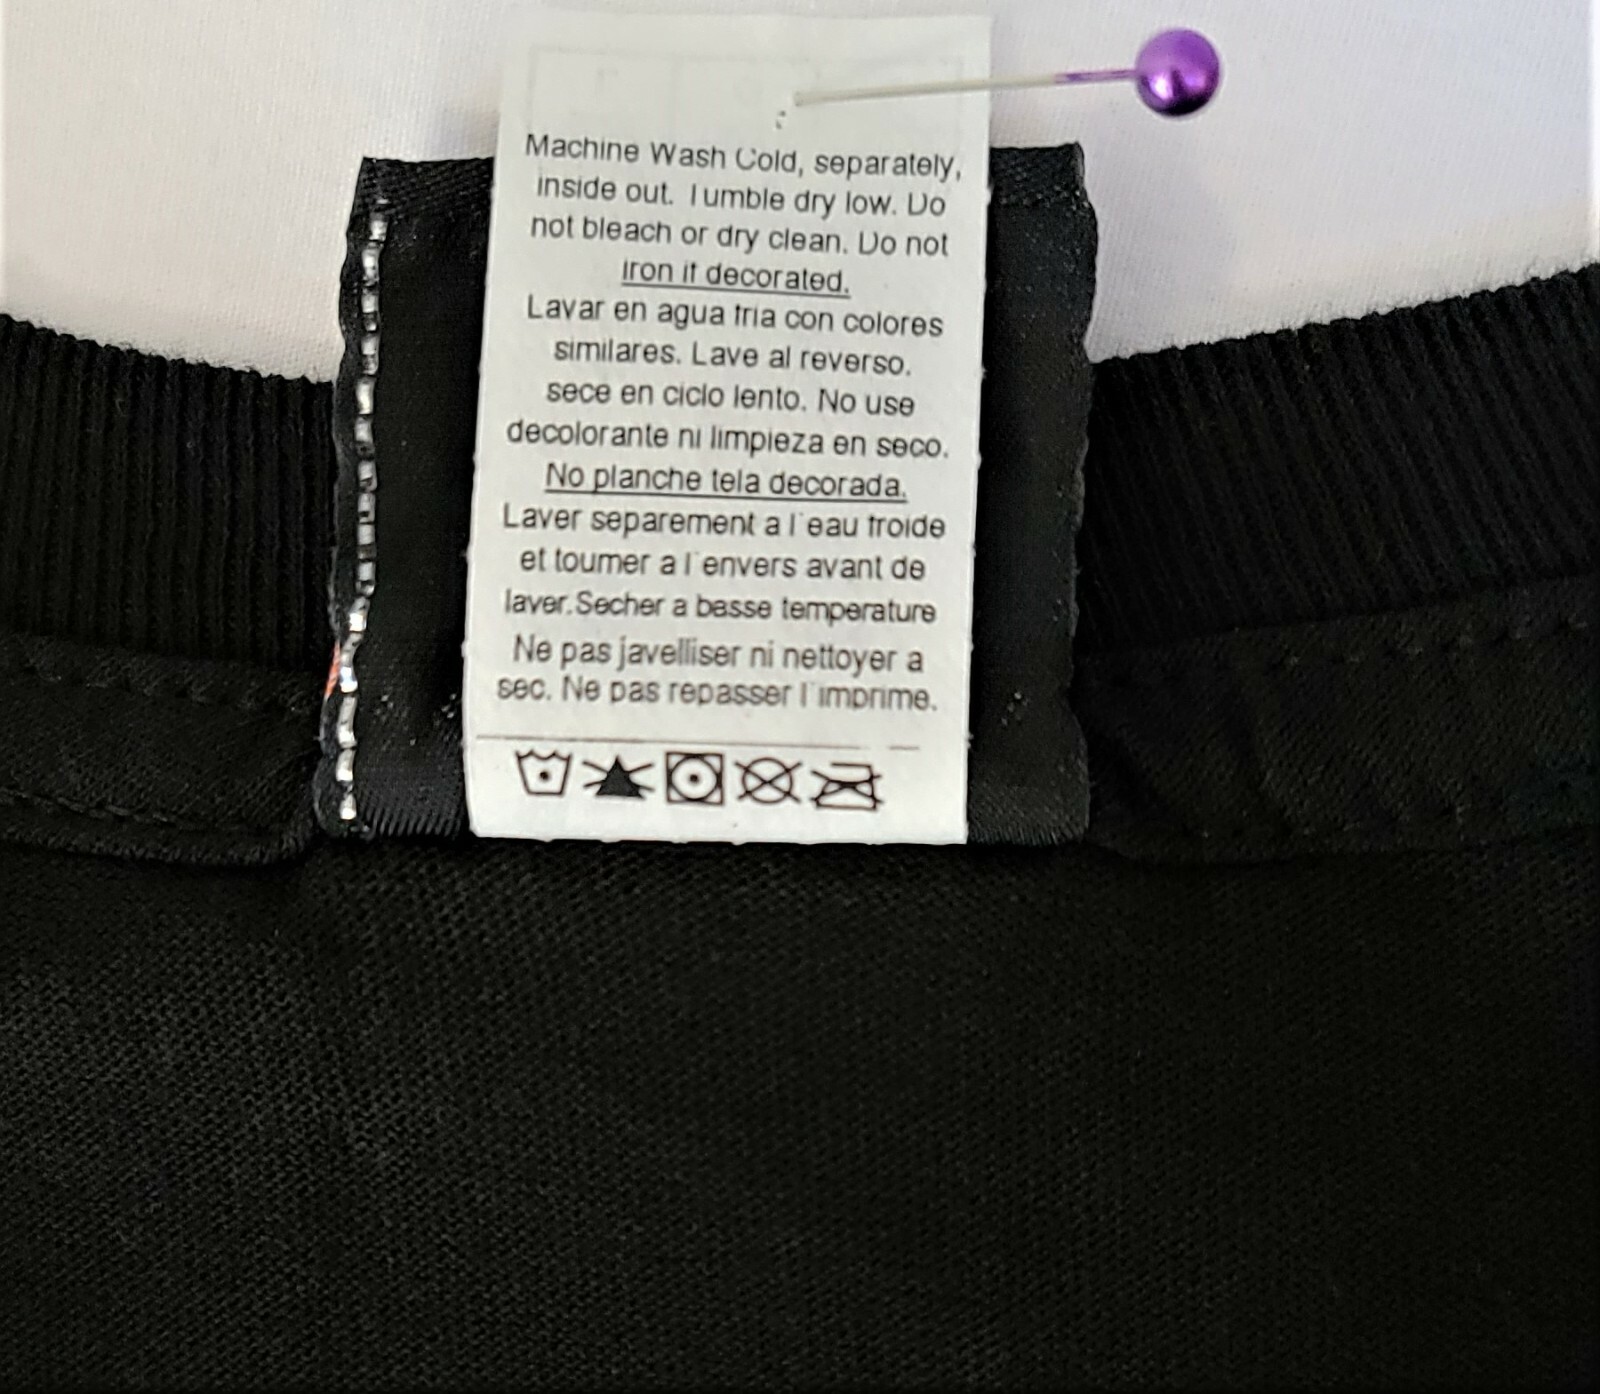 Machine Wash Cold, separately,
inside out. Tumble dry low. Do
not bleach or dry clean. Do not
iron if decorated.
Lavar en agua fria con colores
similares. Lave al reverso.
sece en ciclo lento. No use
decolorante ni limpieza en seco.
No planche tela decorada.
Laver separement a l'eau froide
et tourner a l'envers avant de
laver.Secher a basse temperature
Ne pas javelliser ni nettoyer a
sec. Ne pas repasser l'imprime.